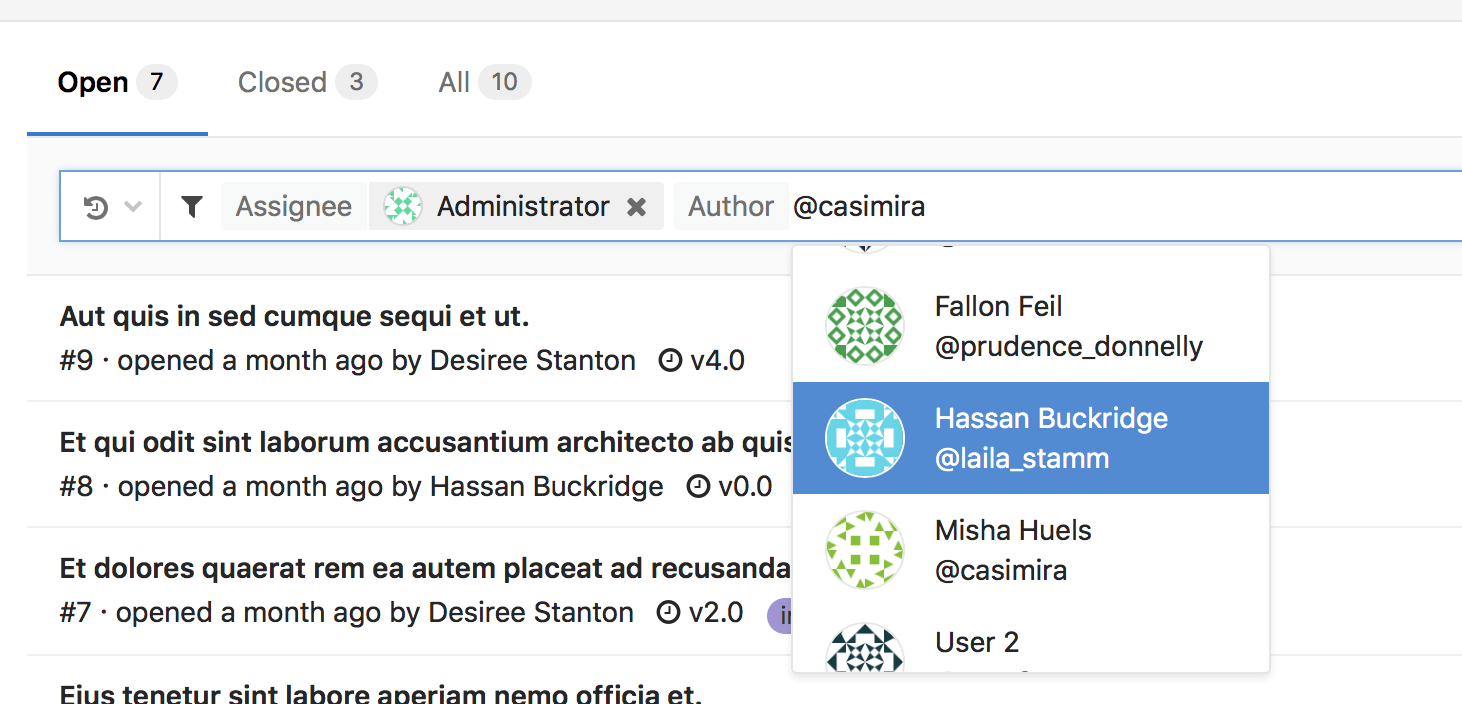 Open 7 Closed 3 All 10
Assignee Administrator Author @casimira
Aut quis in sed cumque sequi et ut.
#9 · opened a month ago by Desiree Stanton v4.0
Et qui odit sint laborum accusantium architecto ab quis
#8 · opened a month ago by Hassan Buckridge v0.0
Et dolores quaerat rem ea autem placeat ad recusanda
#7 · opened a month ago by Desiree Stanton v2.0
Eius tenetur sint labore aperiam nemo officia et.
Fallon Feil
@prudence_donnelly
Hassan Buckridge
@laila_stamm
Misha Huels
@casimira
User 2